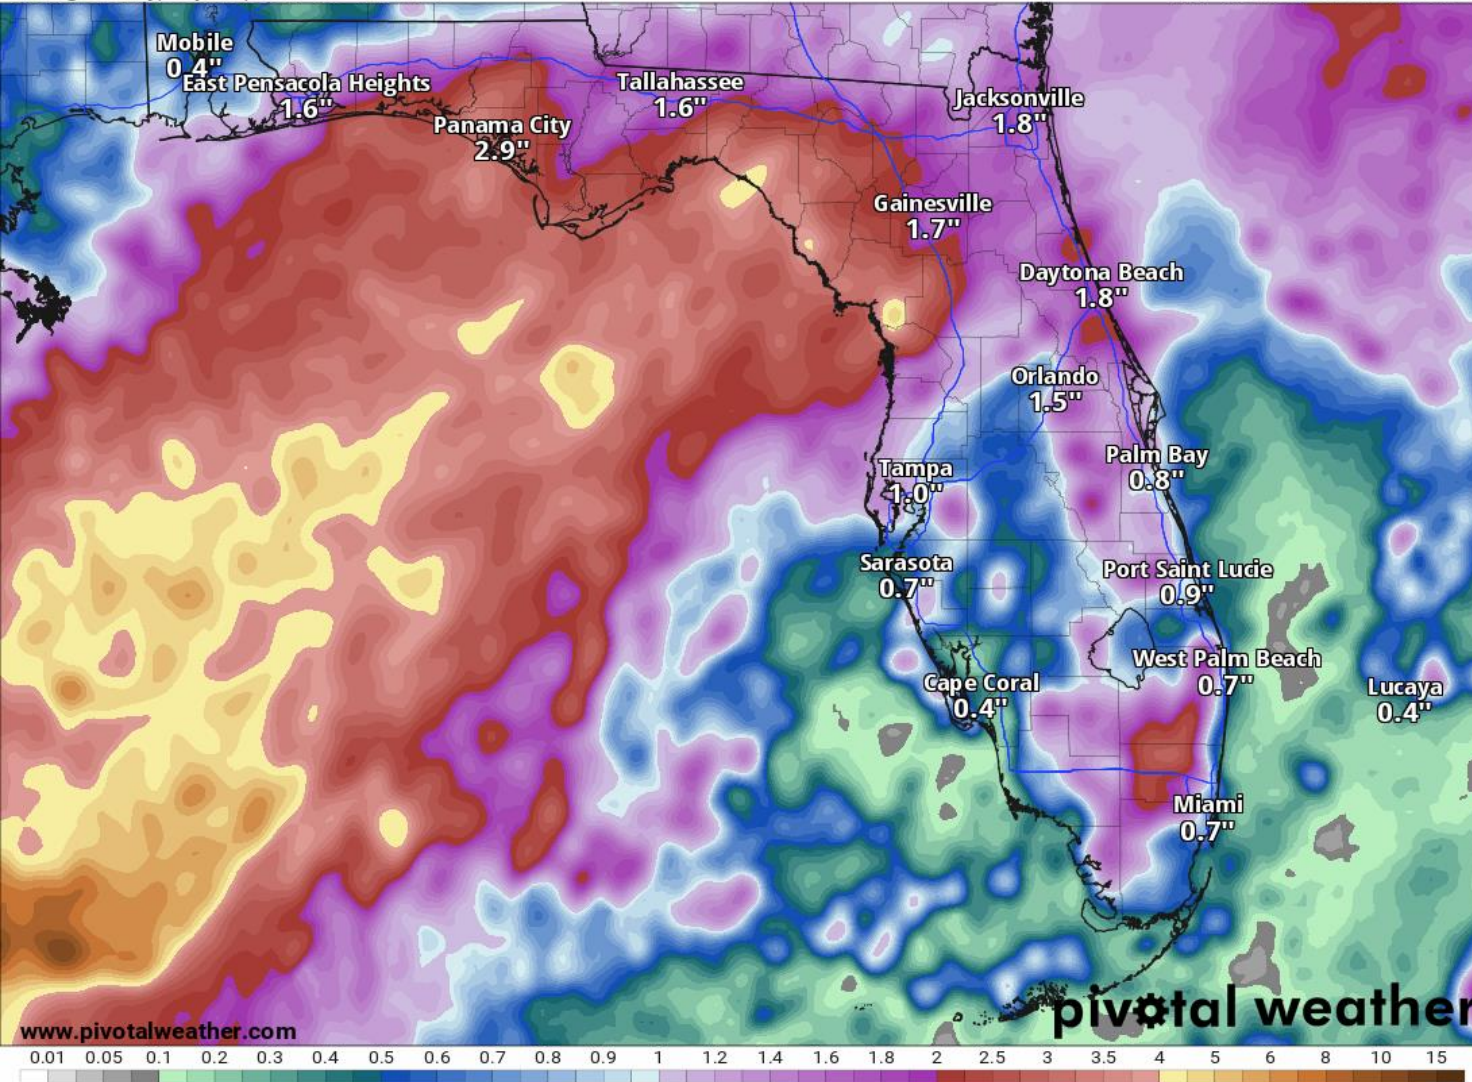 Mobile
0.4"
East Pensacola Heights
1.6"
Tallahassee
1.6"
Jacksonville
1.8"
Panama City
2.9"
Gainesville
1.7"
Daytona Beach
1.8"
Orlando
1.5"
Palm Bay
0.8"
Tampa
1.0"
Sarasota
0.7"
Port Saint Lucie
0.9"
West Palm Beach
0.7"
Cape Coral
0.4"
Lucaya
0.4"
Miami
0.7"
pivotal weather
www.pivotalweather.com
0.01 0.05 0.1 0.2 0.3 0.4 0.5 0.6 0.7 0.8 0.9 1 1.2 1.4 1.6 1.8 2 2.5 3 3.5 4 5 6 8 10 15